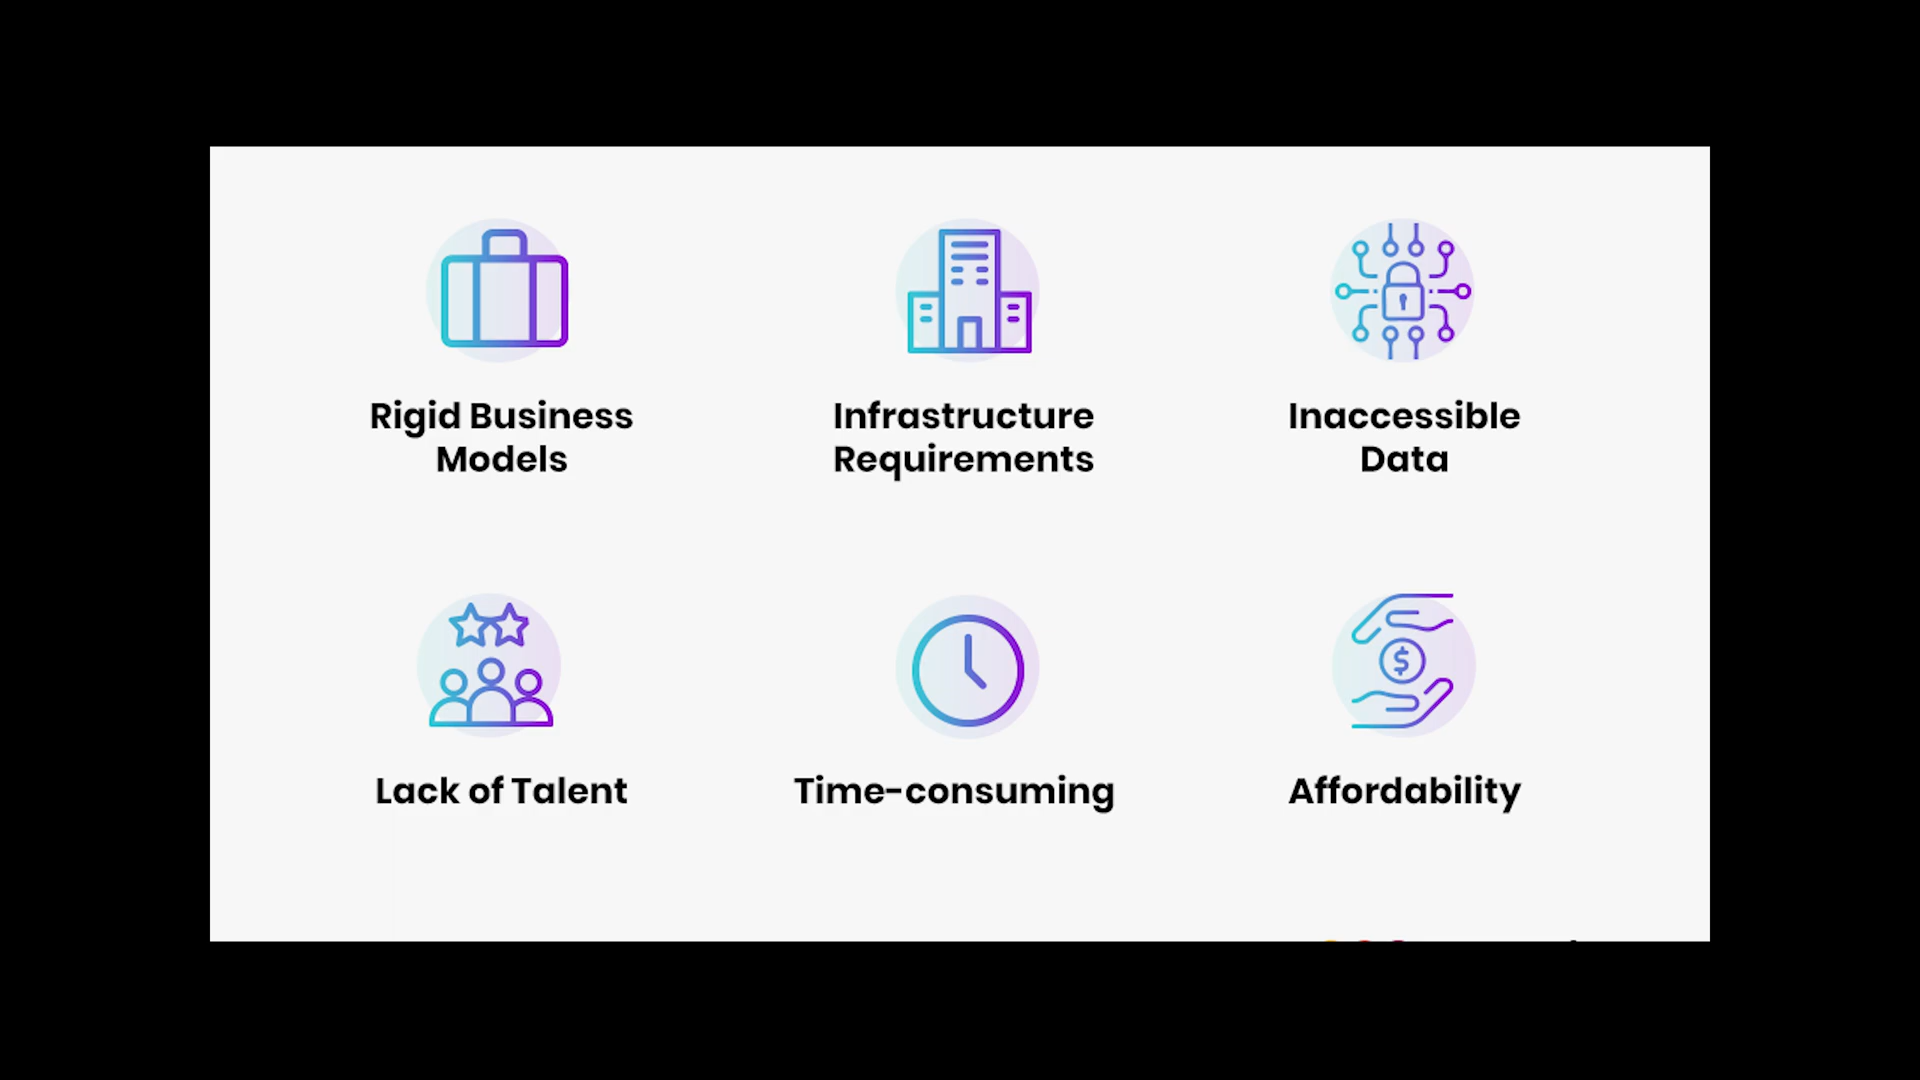 Rigid Business
Models
Infrastructure
Requirements
Inaccessible
Data
Lack of Talent
Time-consuming
Affordability